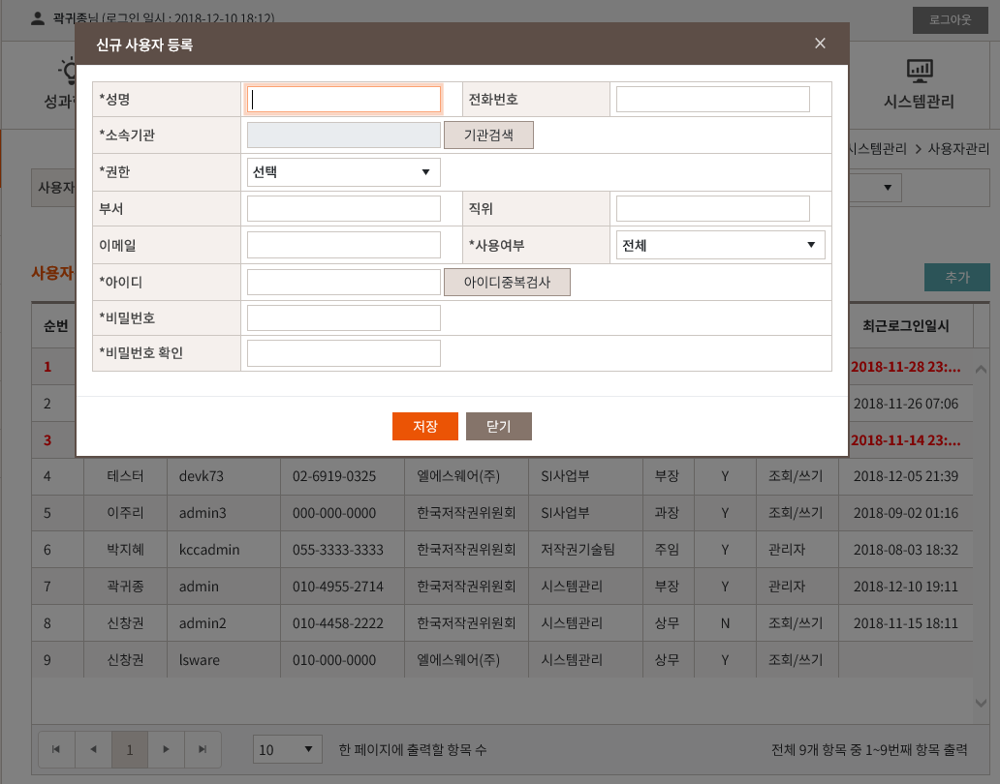 곽귀종님 (로그인 일시 : 2018-12-10 18:12)
로그아웃
신규 사용자 등록
시스템관리
*성명
전화번호
*소속기관
기관검색
시스템관리 > 사용자관리
*권한
선택
사용자
부서
직위
이메일
*사용여부
전체
사용자
*아이디
아이디중복검사
추가
*비밀번호
*비밀번호 확인
순번
최근로그인일시
1 2018-11-28 23:...
2 2018-11-26 07:06
저장
닫기
3 2018-11-14 23:...
4 테스터 devk73 02-6919-0325 엘에스웨어(주) SI사업부 부장 Y 조회/쓰기 2018-12-05 21:39
5 이주리 admin3 000-000-0000 한국저작권위원회 SI사업부 과장 Y 조회/쓰기 2018-09-02 01:16
6 박지혜 kccadmin 055-3333-3333 한국저작권위원회 저작권기술팀 주임 Y 관리자 2018-08-03 18:32
7 곽귀종 admin 010-4955-2714 한국저작권위원회 시스템관리 부장 Y 관리자 2018-12-10 19:11
8 신창권 admin2 010-4458-2222 한국저작권위원회 시스템관리 상무 N 조회/쓰기 2018-11-15 18:11
9 신창권 lsware 010-000-0000 엘에스웨어(주) 시스템관리 상무 Y 조회/쓰기
1
10
한 페이지에 출력할 항목 수
전체 9개 항목 중 1~9번째 항목 출력